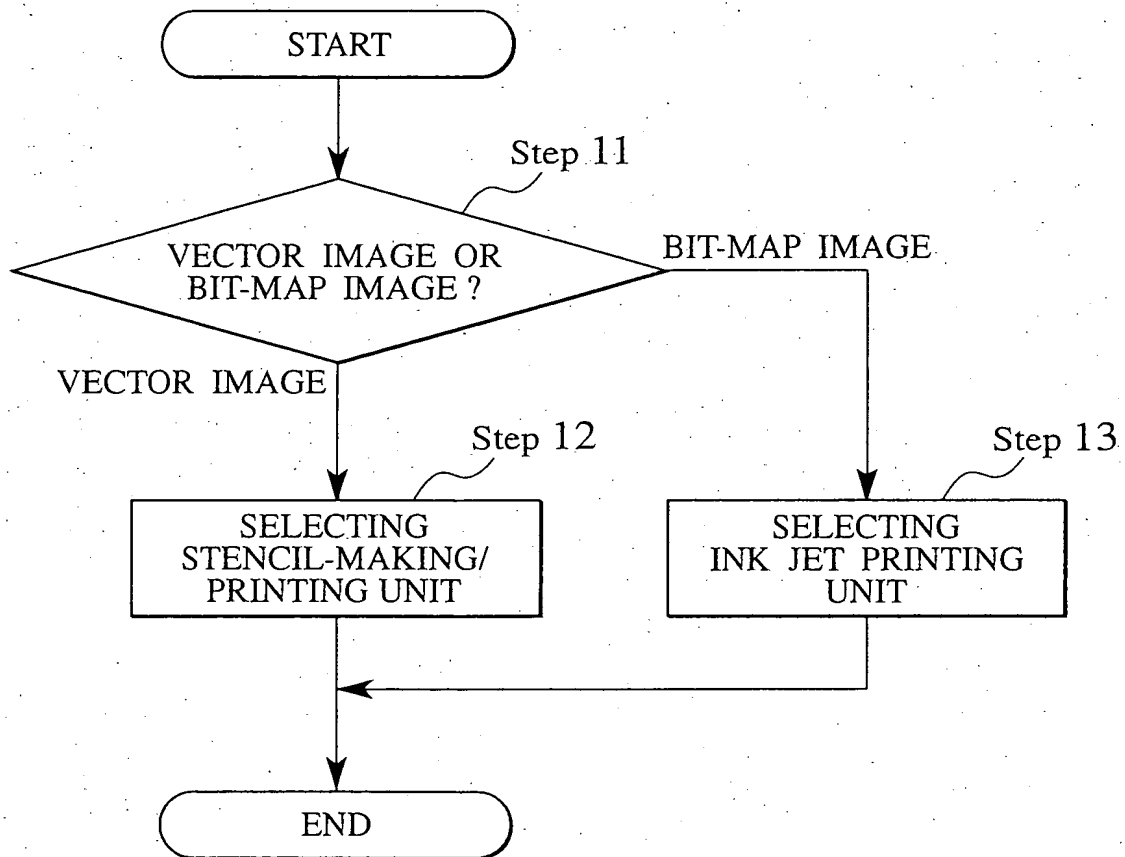 START
Step 11
VECTOR IMAGE OR
BIT-MAP IMAGE ?
BIT-MAP IMAGE
VECTOR IMAGE
Step 12
SELECTING
STENCIL-MAKING/
PRINTING UNIT
Step 13
SELECTING
INK JET PRINTING
UNIT
END